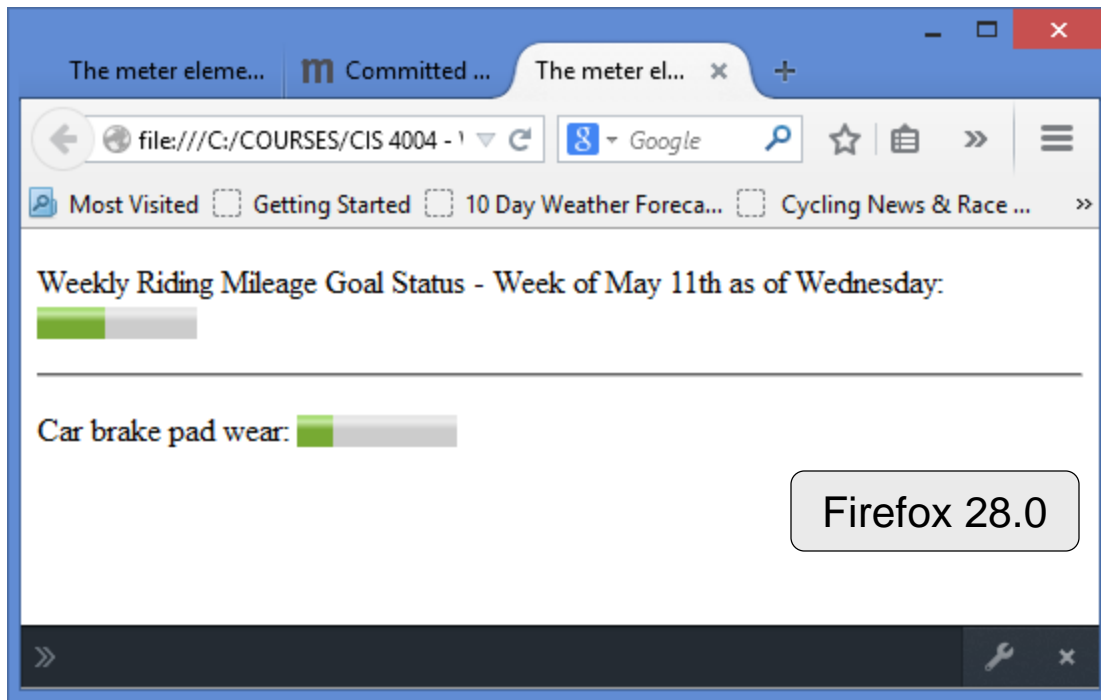 The meter eleme...
m Committed ...
The meter el...
file:///C:/COURSES/CIS 4004 -
8 Google
Most Visited
Getting Started
10 Day Weather Foreca...
Cycling News & Race ...
Weekly Riding Mileage Goal Status - Week of May 11th as of Wednesday:
Car brake pad wear:
Firefox 28.0